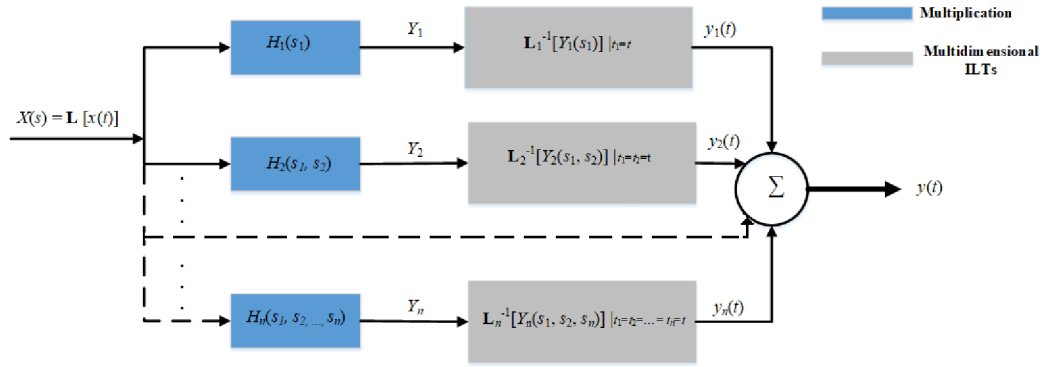 X(s) = L [x(t)]
H₁(s₁)
Y₁
L₁⁻¹[Y₁(s₁)] |t₁=t
y₁(t)
Multiplication
Multidimensional
ILTs
H₂(s₁, s₂)
Y₂
L₂⁻¹[Y₂(s₁, s₂)] |t₁=t₂=t
y₂(t)
Σ
y(t)
Hₙ(s₁, s₂, ..., sₙ)
Yₙ
Lₙ⁻¹[Yₙ(s₁, s₂, sₙ)] |t₁=t₂=...= tₙ=t
yₙ(t)